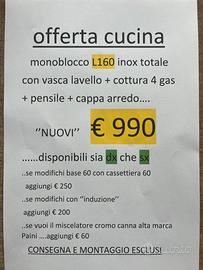 offerta cucina
monoblocco L160 inox totale
con vasca lavello + cottura 4 gas
+ pensile + cappa arredo....
"NUOVI" € 990
......disponibili sia dx che sx
..se modifichi base 60 con cassettiera 60
aggiungi € 250
..se modifichi con "induzione"
aggiungi € 200
..se vuoi il miscelatore cromo canna alta marca
Paini ....aggiungi € 60
CONSEGNA E MONTAGGIO ESCLUSI